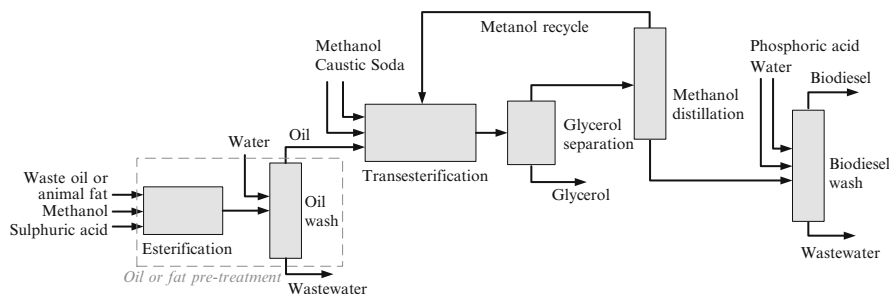 Metanol recycle
Methanol
Caustic Soda
Phosphoric acid
Water
Biodiesel
Methanol
distillation
Glycerol
separation
Water
Oil
Transesterification
Glycerol
Biodiesel
wash
Waste oil or
animal fat
Methanol
Sulphuric acid
Oil
wash
Esterification
Oil or fat pre-treatment
Wastewater
Wastewater